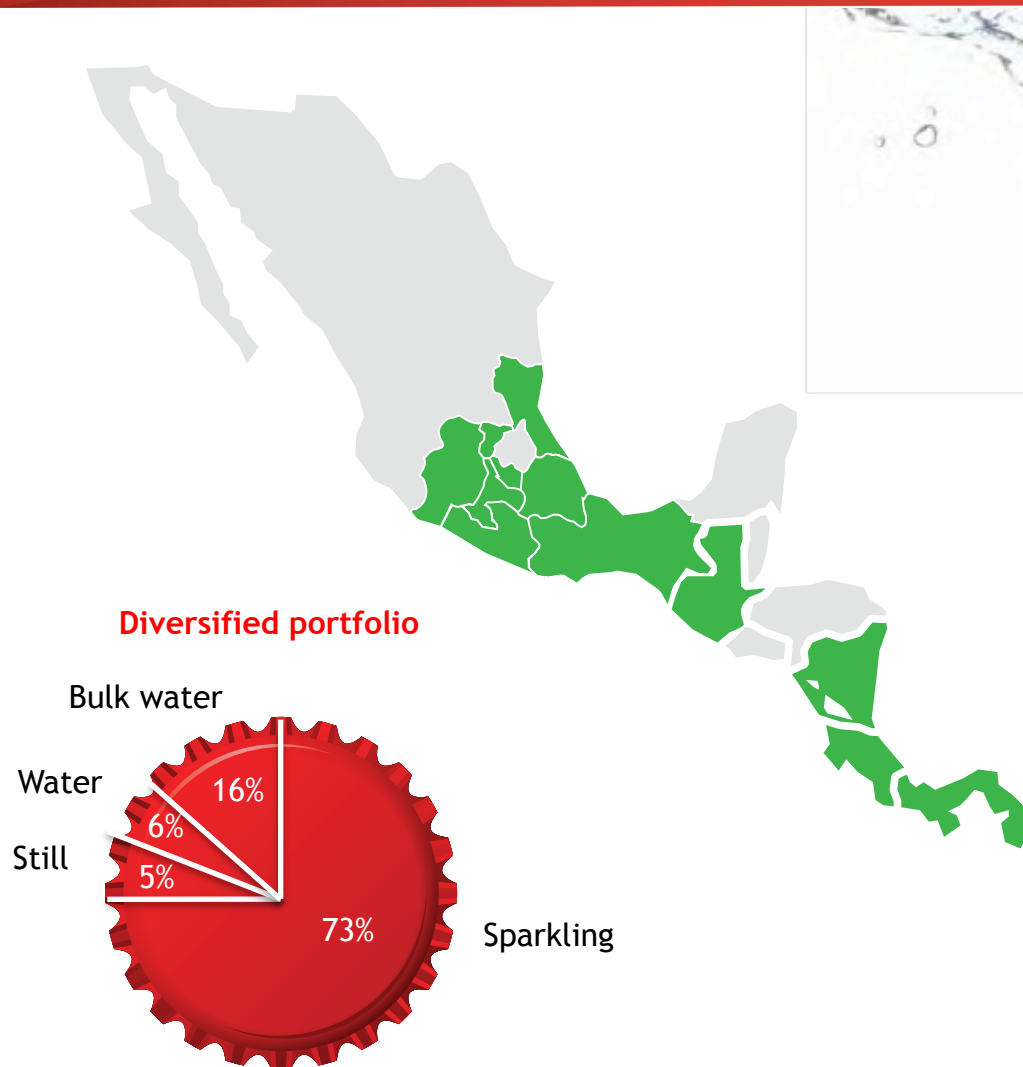 Diversified portfolio
Bulk water
Water
16%
6%
Still
5%
73%
Sparkling